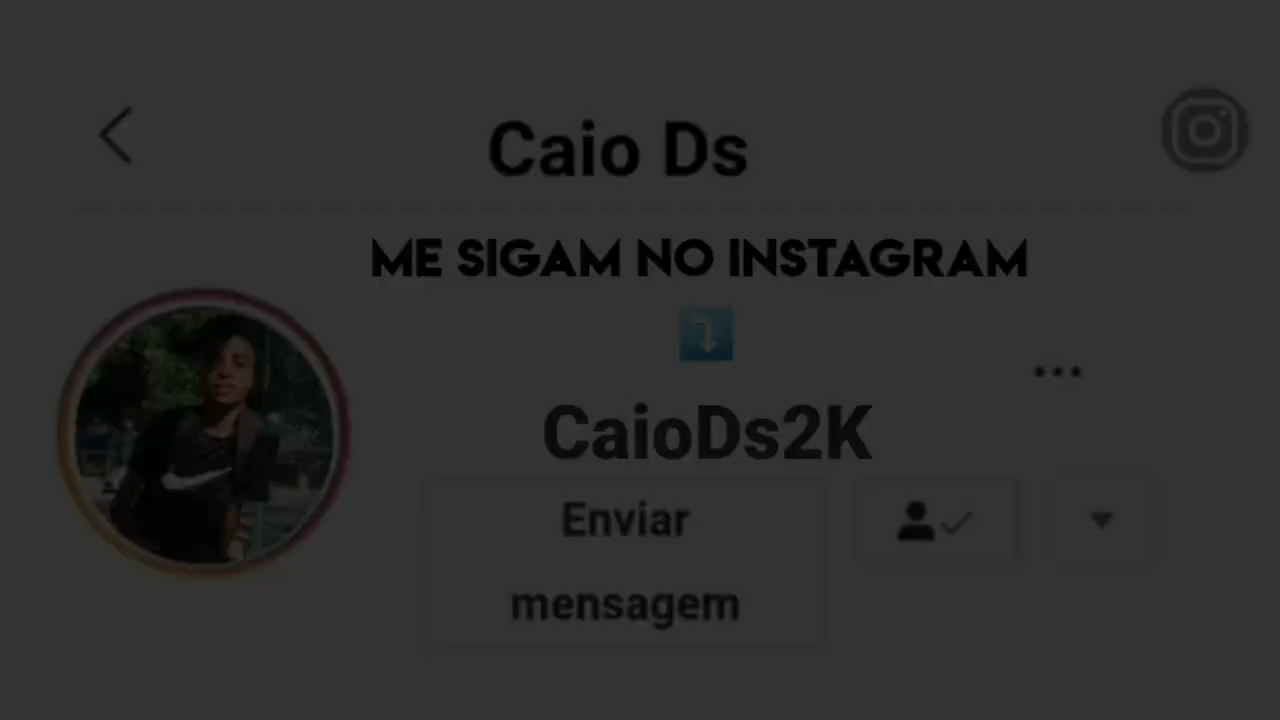 Caio Ds
ME SIGAM NO INSTAGRAM
CaioDs2K
Enviar
mensagem